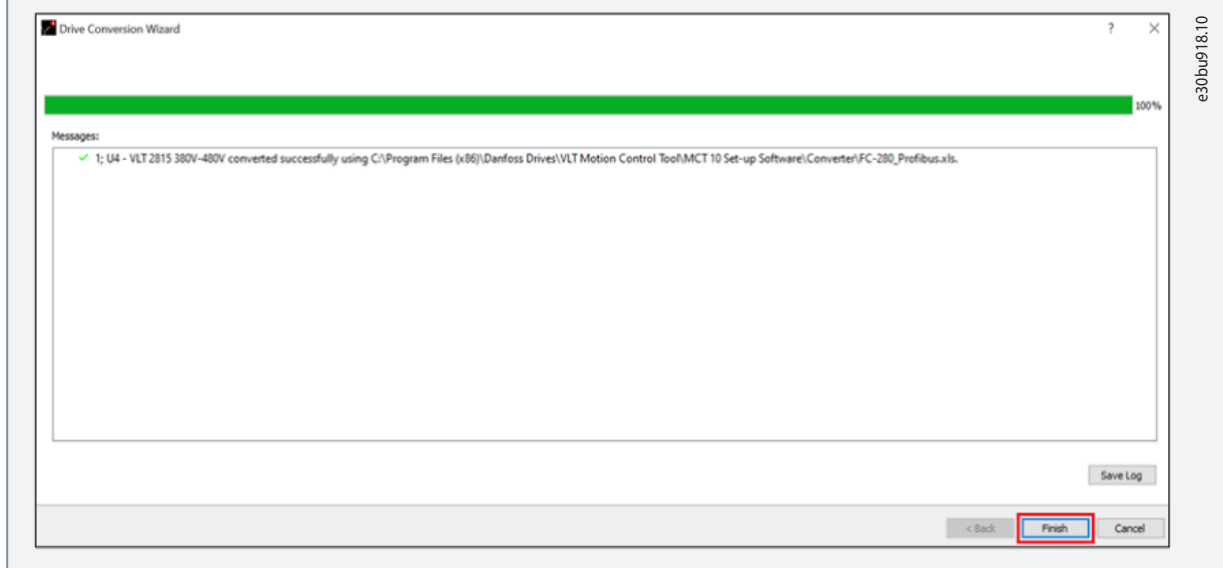 Drive Conversion Wizard
?
e30bu918.10
100%
Messages:
1; U4 - VLT 2815 380V-480V converted successfully using C:\Program Files (x86)\Danfoss Drives\VLT Motion Control Tool\MCT 10 Set-up Software\Converter\FC-280_Profibus.xls.
Save Log
< Back
Finish
Cancel